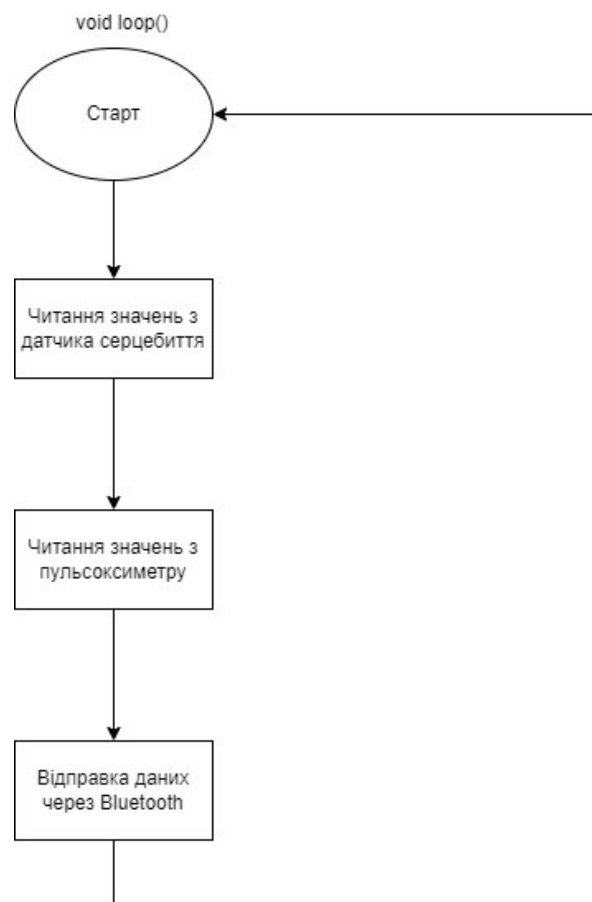 void loop()
Старт
Читання значень з
датчика серцебиття
Читання значень з
пульсоксиметру
Відправка даних
через Bluetooth